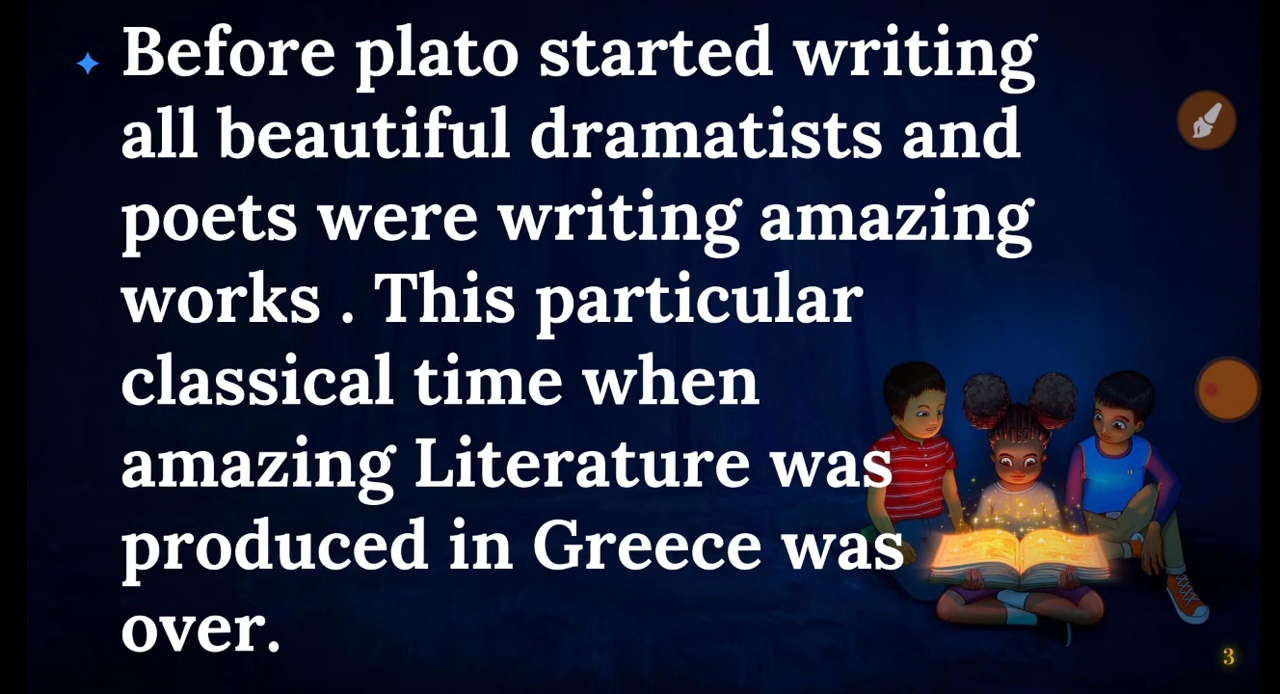 Before plato started writing
all beautiful dramatists and
poets were writing amazing
works . This particular
classical time when
amazing Literature was
produced in Greece was
over.
3